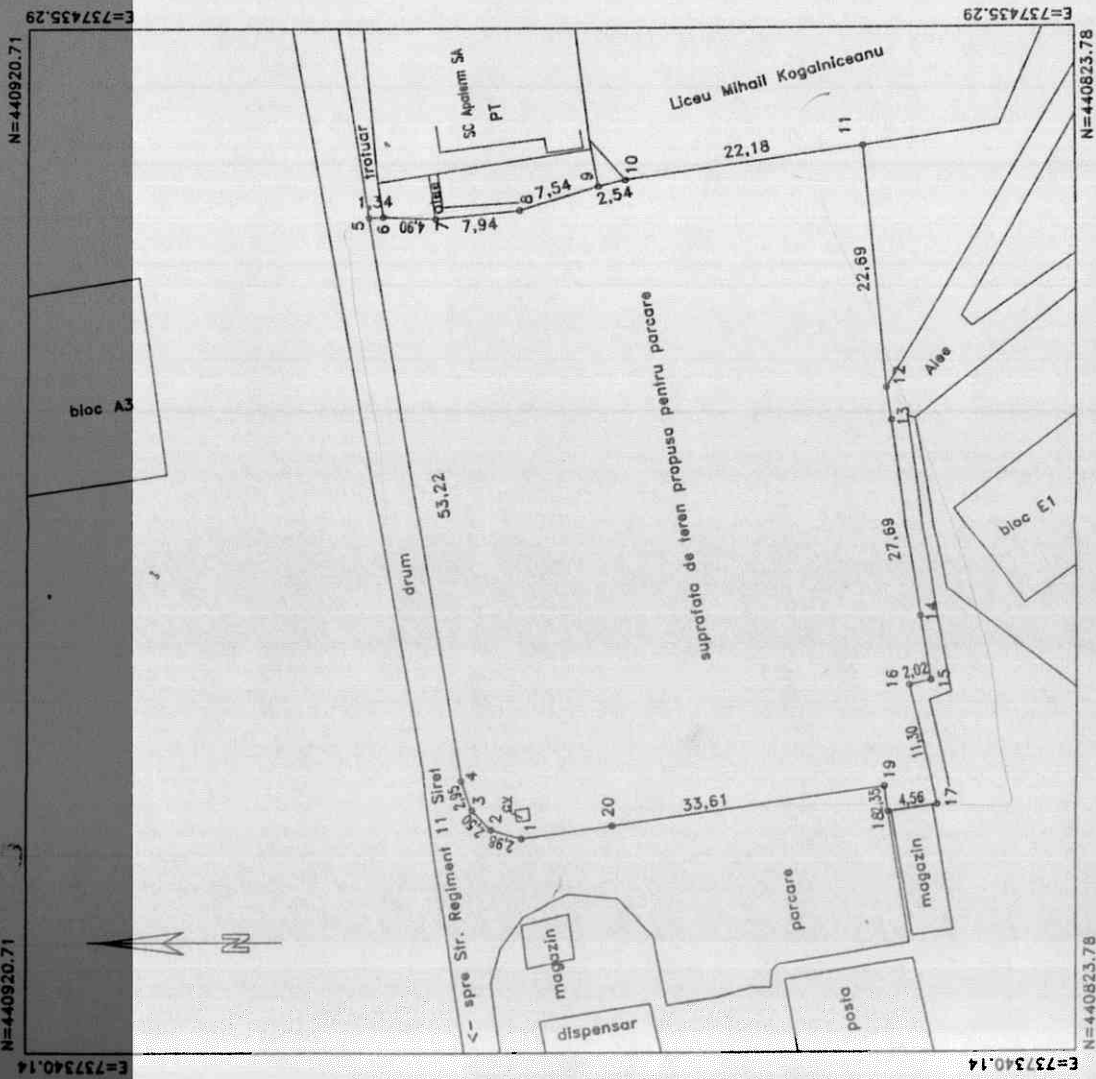 N=440920.71
E=737435.29
E=737435.29
N=440823.78
bloc A3
trotuar
SC Apaterm SA
PT
Liceu Mihail Kogalniceanu
5
1,34
6
4,90
alee
7
7,94
8
7,54
9
2,54
10
22,18
11
22,69
12
Alee
13
27,69
bloc E1
14
15
2,02
16
11,30
17
4,56
18
2,35
19
33,61
20
suprafata de teren propusa pentru parcare
53,22
drum
4
2,95
3
2,50
2
2,98
1
<- spre Str. Regiment 11 Siret
N
magazin
dispensar
parcare
magazin
posta
N=440920.71
E=737340.14
E=737340.14
N=440823.78